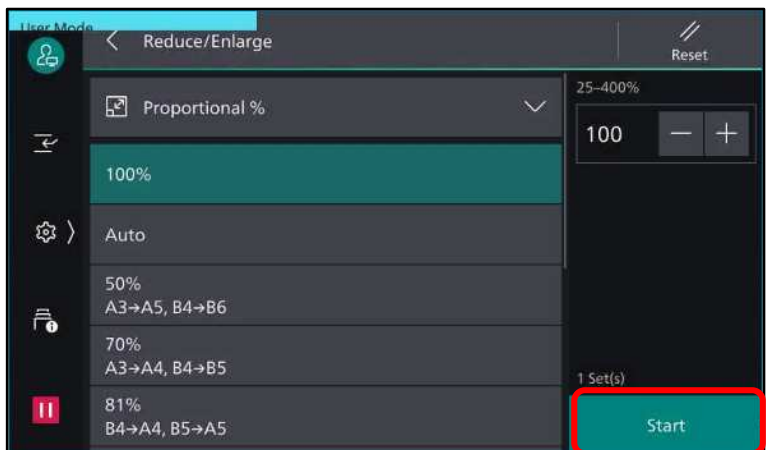 User Mode
Reduce/Enlarge
Reset
Proportional %
25–400%
100
100%
Auto
50%
A3→A5, B4→B6
70%
A3→A4, B4→B5
81%
B4→A4, B5→A5
1 Set(s)
Start